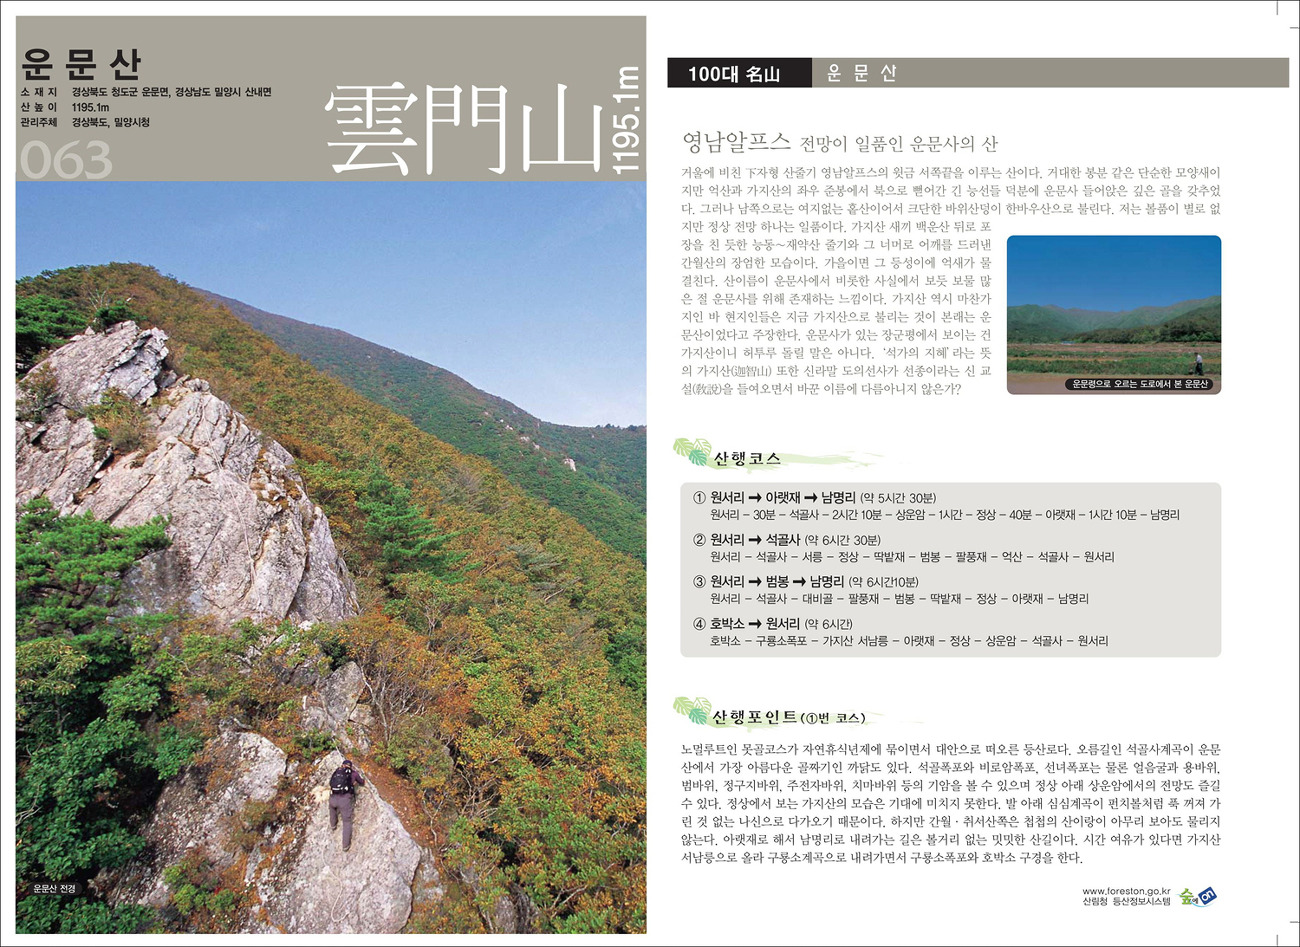 운문산
소재지 경상북도 청도군 운문면, 경상남도 밀양시 산내면
산높이 1195.1m
관리주체 경상북도, 밀양시청
063
雲門山
1195.1m
운문산 전경
100대 名山 운문산
영남알프스 전망이 일품인 운문사의 산
거울에 비친 下자형 산줄기 영남알프스의 윗금 서쪽끝을 이루는 산이다. 거대한 봉분 같은 단순한 모양새이
지만 억산과 가지산의 좌우 준봉에서 북으로 뻗어간 긴 능선들 덕분에 운문사 들어앉은 깊은 골을 갖추었
다. 그러나 남쪽으로는 여지없는 홑산이어서 크단한 바위산덩이 한바우산으로 불린다. 저는 볼품이 별로 없
지만 정상 전망 하나는 일품이다. 가지산 새끼 백운산 뒤로 포
장을 친 듯한 능동~재약산 줄기와 그 너머로 어깨를 드러낸
간월산의 장엄한 모습이다. 가을이면 그 등성이에 억새가 물
결친다. 산이름이 운문사에서 비롯한 사실에서 보듯 보물 많
은 절 운문사를 위해 존재하는 느낌이다. 가지산 역시 마찬가
지인 바 현지인들은 지금 가지산으로 불리는 것이 본래는 운
문산이었다고 주장한다. 운문사가 있는 장군평에서 보이는 건
가지산이니 허투루 돌릴 말은 아니다. '석가의 지혜'라는 뜻
의 가지산(迦智山) 또한 신라말 도의선사가 선종이라는 신 교
설(敎說)을 들여오면서 바꾼 이름에 다름아니지 않은가?
운문령으로 오르는 도로에서 본 운문산
산행코스
① 원서리 ➞ 아랫재 ➞ 남명리 (약 5시간 30분)
원서리 – 30분 – 석골사 – 2시간 10분 – 상운암 – 1시간 – 정상 – 40분 – 아랫재 – 1시간 10분 – 남명리
② 원서리 ➞ 석골사 (약 6시간 30분)
원서리 – 석골사 – 서릉 – 정상 – 딱밭재 – 범봉 – 팔풍재 – 억산 – 석골사 – 원서리
③ 원서리 ➞ 범봉 ➞ 남명리 (약 6시간10분)
원서리 – 석골사 – 대비골 – 팔풍재 – 범봉 – 딱밭재 – 정상 – 아랫재 – 남명리
④ 호박소 ➞ 원서리 (약 6시간)
호박소 – 구룡소폭포 – 가지산 서남릉 – 아랫재 – 정상 – 상운암 – 석골사 – 원서리
산행포인트(①번 코스)
노멀루트인 못골코스가 자연휴식년제에 묶이면서 대안으로 떠오른 등산로다. 오름길인 석골사계곡이 운문
산에서 가장 아름다운 골짜기인 까닭도 있다. 석골폭포와 비로암폭포, 선녀폭포는 물론 얼음굴과 용바위,
범바위, 정구지바위, 주전자바위, 치마바위 등의 기암을 볼 수 있으며 정상 아래 상운암에서의 전망도 즐길
수 있다. 정상에서 보는 가지산의 모습은 기대에 미치지 못한다. 발 아래 심심계곡이 펀치볼처럼 푹 꺼져 가
린 것 없는 나신으로 다가오기 때문이다. 하지만 간월 · 취서산쪽은 첩첩의 산이랑이 아무리 보아도 물리지
않는다. 아랫재로 해서 남명리로 내려가는 길은 볼거리 없는 밋밋한 산길이다. 시간 여유가 있다면 가지산
서남릉으로 올라 구룡소계곡으로 내려가면서 구룡소폭포와 호박소 구경을 한다.
www.foreston.go.kr
산림청 등산정보시스템
숲에on